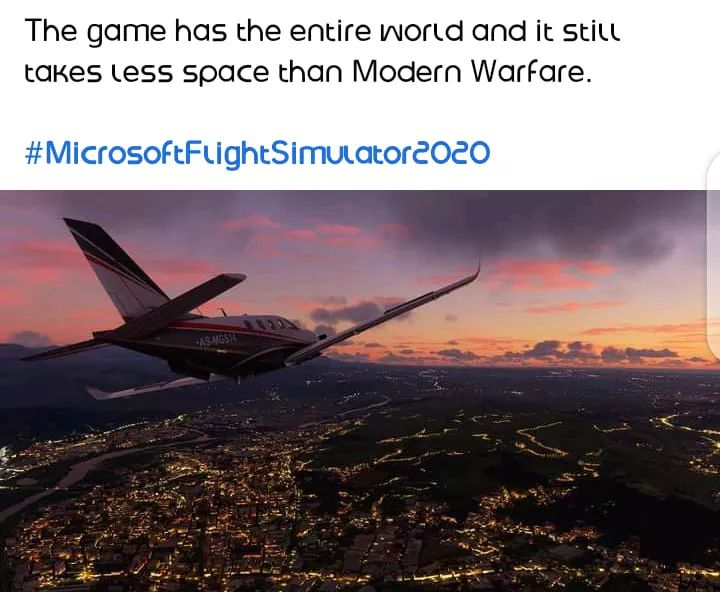 The game has the entire world and it still
takes less space than Modern Warfare.
#MicrosoftFlightSimulator2020